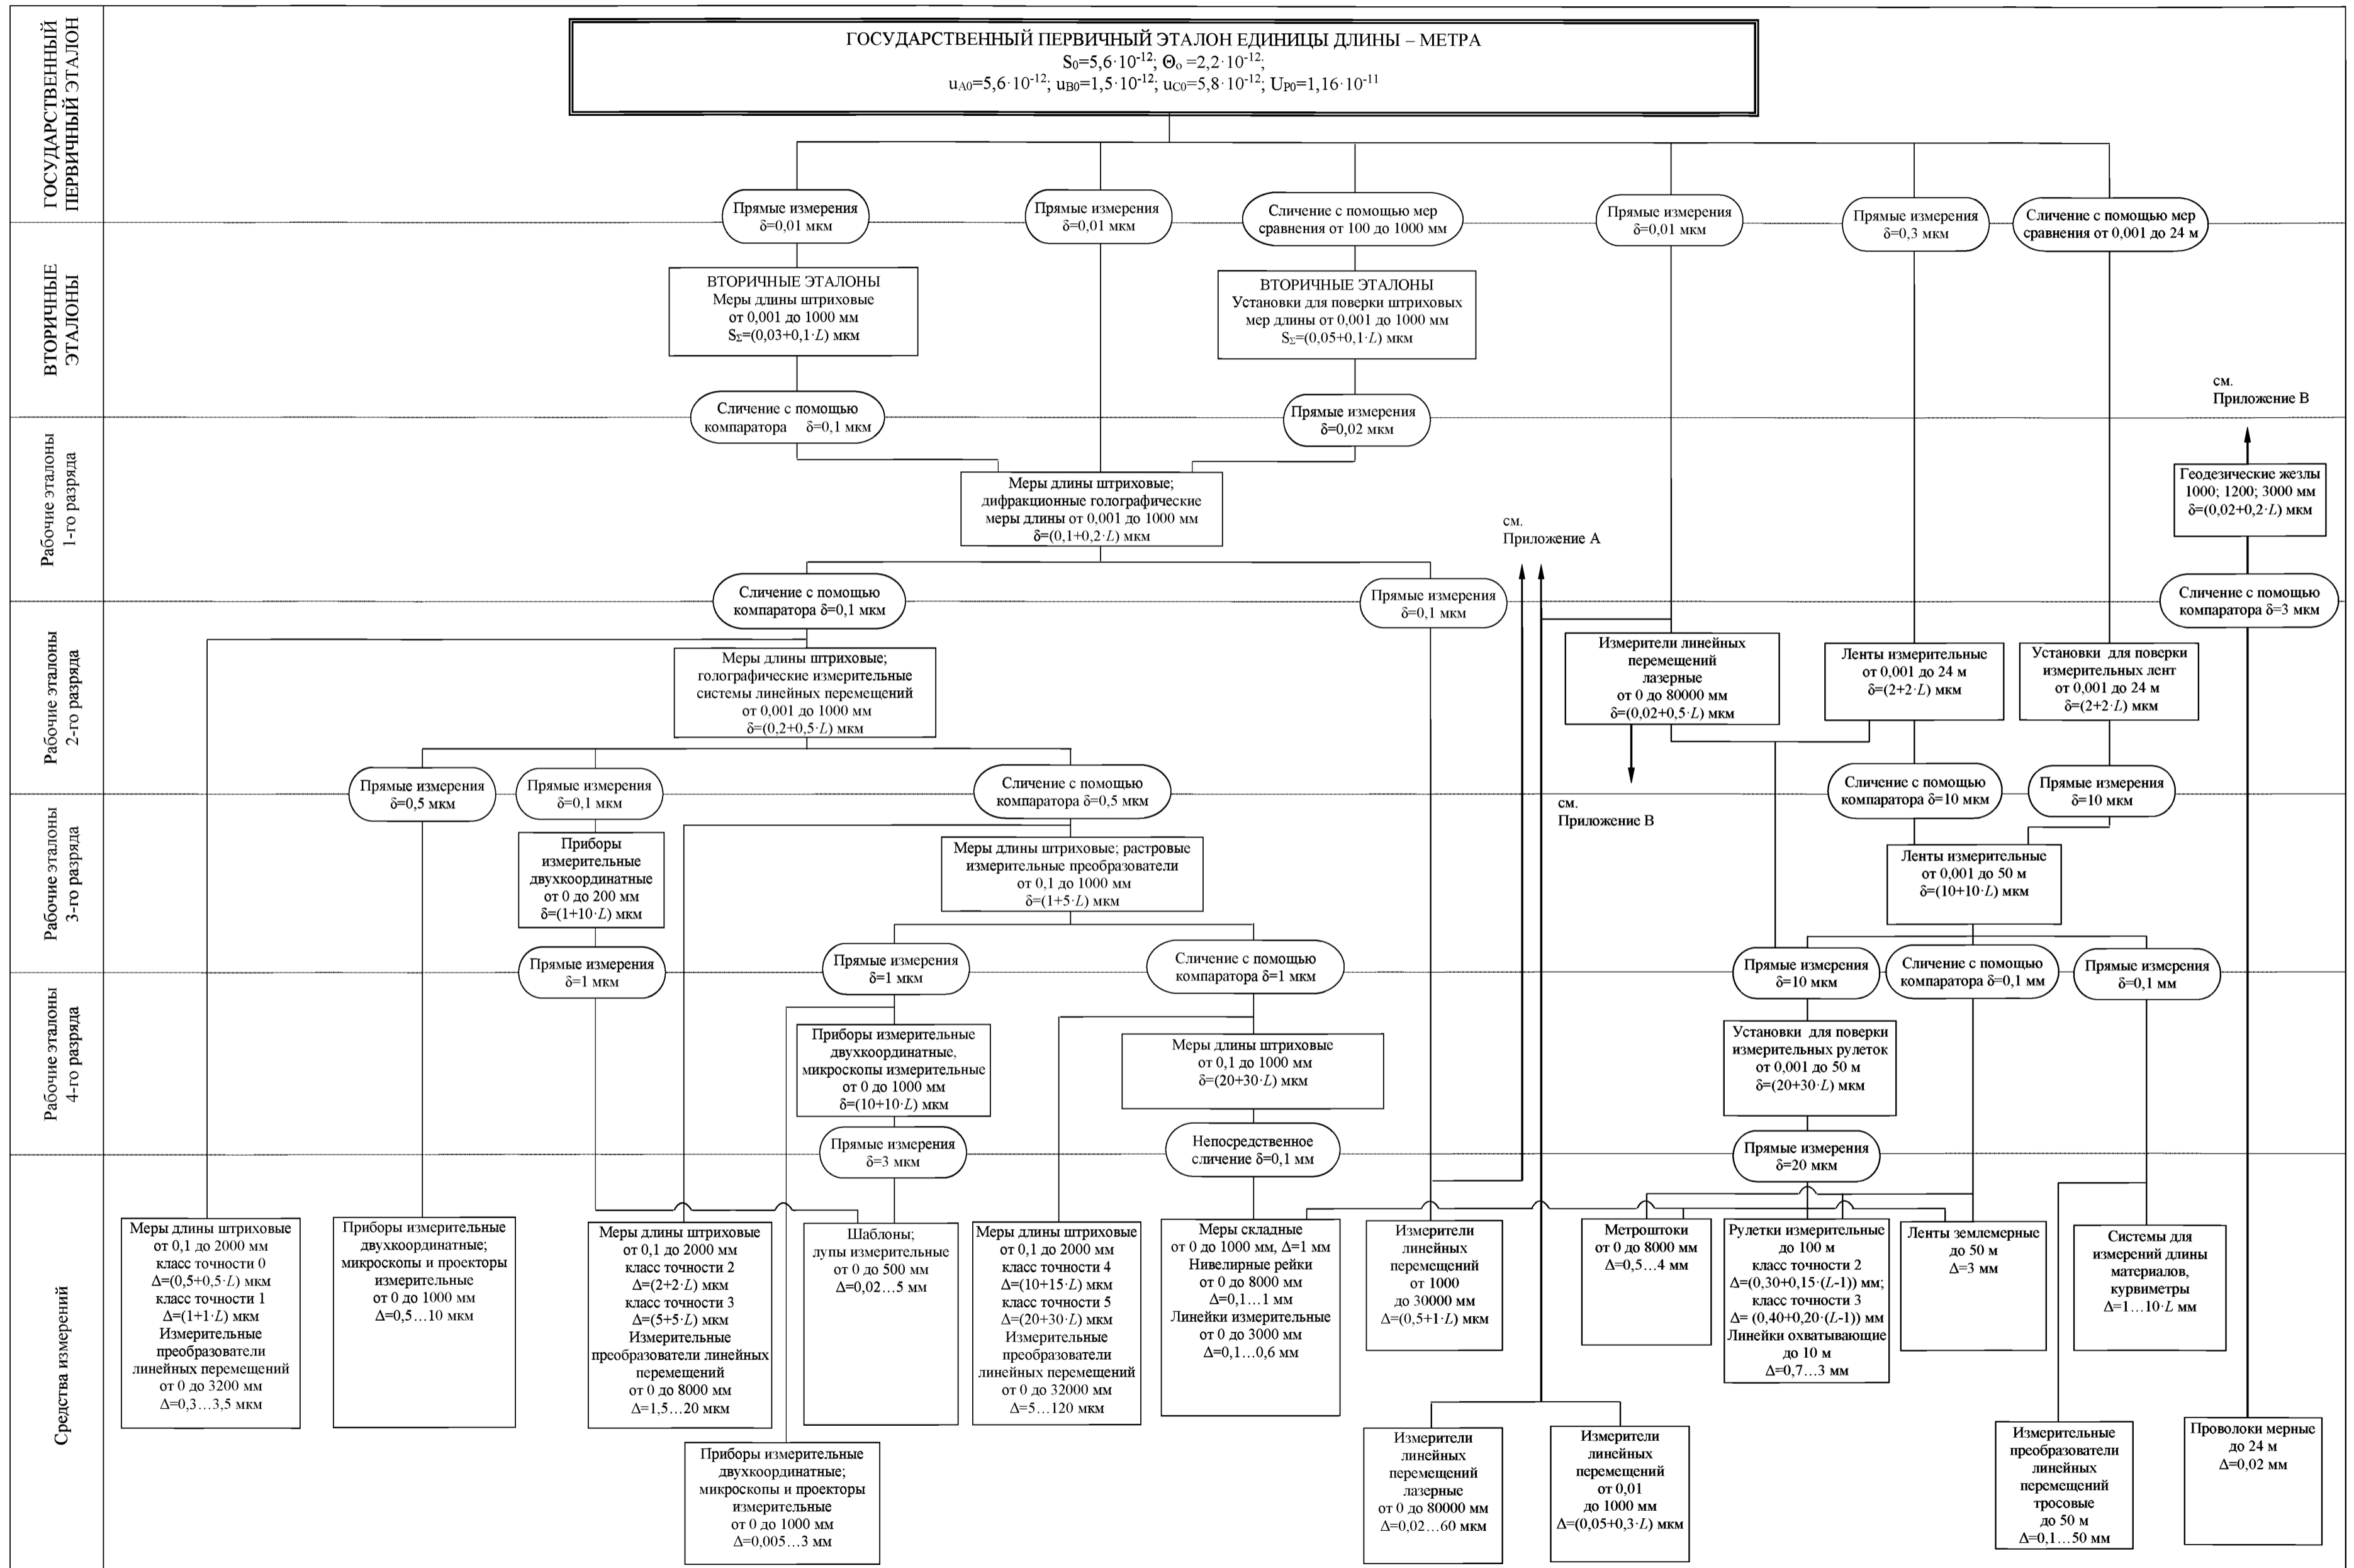 ГОСУДАРСТВЕННЫЙ
ПЕРВИЧНЫЙ ЭТАЛОН
ГОСУДАРСТВЕННЫЙ ПЕРВИЧНЫЙ ЭТАЛОН ЕДИНИЦЫ ДЛИНЫ – МЕТРА
S₀=5,6·10⁻¹²; Θₒ =2,2·10⁻¹²;
u_A0=5,6·10⁻¹²; u_B0=1,5·10⁻¹²; u_C0=5,8·10⁻¹²; U_P0=1,16·10⁻¹¹
Прямые измерения
δ=0,01 мкм
Прямые измерения
δ=0,01 мкм
Сличение с помощью мер
сравнения от 100 до 1000 мм
Прямые измерения
δ=0,01 мкм
Прямые измерения
δ=0,3 мкм
Сличение с помощью мер
сравнения от 0,001 до 24 м
ВТОРИЧНЫЕ
ЭТАЛОНЫ
ВТОРИЧНЫЕ ЭТАЛОНЫ
Меры длины штриховые
от 0,001 до 1000 мм
S_Σ=(0,03+0,1·L) мкм
ВТОРИЧНЫЕ ЭТАЛОНЫ
Установки для поверки штриховых
мер длины от 0,001 до 1000 мм
S_Σ=(0,05+0,1·L) мкм
см.
Приложение В
Сличение с помощью
компаратора δ=0,1 мкм
Прямые измерения
δ=0,02 мкм
Рабочие эталоны
1-го разряда
Меры длины штриховые;
дифракционные голографические
меры длины от 0,001 до 1000 мм
δ=(0,1+0,2·L) мкм
см.
Приложение А
Геодезические жезлы
1000; 1200; 3000 мм
δ=(0,02+0,2·L) мкм
Сличение с помощью
компаратора δ=0,1 мкм
Прямые измерения
δ=0,1 мкм
Сличение с помощью
компаратора δ=3 мкм
Рабочие эталоны
2-го разряда
Меры длины штриховые;
голографические измерительные
системы линейных перемещений
от 0,001 до 1000 мм
δ=(0,2+0,5·L) мкм
Измерители линейных
перемещений
лазерные
от 0 до 80000 мм
δ=(0,02+0,5·L) мкм
Ленты измерительные
от 0,001 до 24 м
δ=(2+2·L) мкм
Установки для поверки
измерительных лент
от 0,001 до 24 м
δ=(2+2·L) мкм
Прямые измерения
δ=0,5 мкм
Прямые измерения
δ=0,1 мкм
Сличение с помощью
компаратора δ=0,5 мкм
см.
Приложение В
Сличение с помощью
компаратора δ=10 мкм
Прямые измерения
δ=10 мкм
Рабочие эталоны
3-го разряда
Приборы
измерительные
двухкоординатные
от 0 до 200 мм
δ=(1+10·L) мкм
Меры длины штриховые; растровые
измерительные преобразователи
от 0,1 до 1000 мм
δ=(1+5·L) мкм
Ленты измерительные
от 0,001 до 50 м
δ=(10+10·L) мкм
Прямые измерения
δ=1 мкм
Прямые измерения
δ=1 мкм
Сличение с помощью
компаратора δ=1 мкм
Прямые измерения
δ=10 мкм
Сличение с помощью
компаратора δ=0,1 мм
Прямые измерения
δ=0,1 мм
Рабочие эталоны
4-го разряда
Приборы измерительные
двухкоординатные,
микроскопы измерительные
от 0 до 1000 мм
δ=(10+10·L) мкм
Меры длины штриховые
от 0,1 до 1000 мм
δ=(20+30·L) мкм
Установки для поверки
измерительных рулеток
от 0,001 до 50 м
δ=(20+30·L) мкм
Прямые измерения
δ=3 мкм
Непосредственное
сличение δ=0,1 мм
Прямые измерения
δ=20 мкм
Средства измерений
Меры длины штриховые
от 0,1 до 2000 мм
класс точности 0
Δ=(0,5+0,5·L) мкм
класс точности 1
Δ=(1+1·L) мкм
Измерительные
преобразователи
линейных перемещений
от 0 до 3200 мм
Δ=0,3…3,5 мкм
Приборы измерительные
двухкоординатные;
микроскопы и проекторы
измерительные
от 0 до 1000 мм
Δ=0,5…10 мкм
Меры длины штриховые
от 0,1 до 2000 мм
класс точности 2
Δ=(2+2·L) мкм
класс точности 3
Δ=(5+5·L) мкм
Измерительные
преобразователи линейных
перемещений
от 0 до 8000 мм
Δ=1,5…20 мкм
Шаблоны;
лупы измерительные
от 0 до 500 мм
Δ=0,02…5 мм
Меры длины штриховые
от 0,1 до 2000 мм
класс точности 4
Δ=(10+15·L) мкм
класс точности 5
Δ=(20+30·L) мкм
Измерительные
преобразователи
линейных перемещений
от 0 до 32000 мм
Δ=5…120 мкм
Меры складные
от 0 до 1000 мм, Δ=1 мм
Нивелирные рейки
от 0 до 8000 мм
Δ=0,1…1 мм
Линейки измерительные
от 0 до 3000 мм
Δ=0,1…0,6 мм
Измерители
линейных
перемещений
от 1000
до 30000 мм
Δ=(0,5+1·L) мкм
Метроштоки
от 0 до 8000 мм
Δ=0,5…4 мм
Рулетки измерительные
до 100 м
класс точности 2
Δ=(0,30+0,15·(L-1)) мм;
класс точности 3
Δ= (0,40+0,20·(L-1)) мм
Линейки охватывающие
до 10 м
Δ=0,7…3 мм
Ленты землемерные
до 50 м
Δ=3 мм
Системы для
измерений длины
материалов,
курвиметры
Δ=1…10·L мм
Приборы измерительные
двухкоординатные;
микроскопы и проекторы
измерительные
от 0 до 1000 мм
Δ=0,005…3 мм
Измерители
линейных
перемещений
лазерные
от 0 до 80000 мм
Δ=0,02…60 мкм
Измерители
линейных
перемещений
от 0,01
до 1000 мм
Δ=(0,05+0,3·L) мкм
Измерительные
преобразователи
линейных
перемещений
тросовые
до 50 м
Δ=0,1…50 мм
Проволоки мерные
до 24 м
Δ=0,02 мм